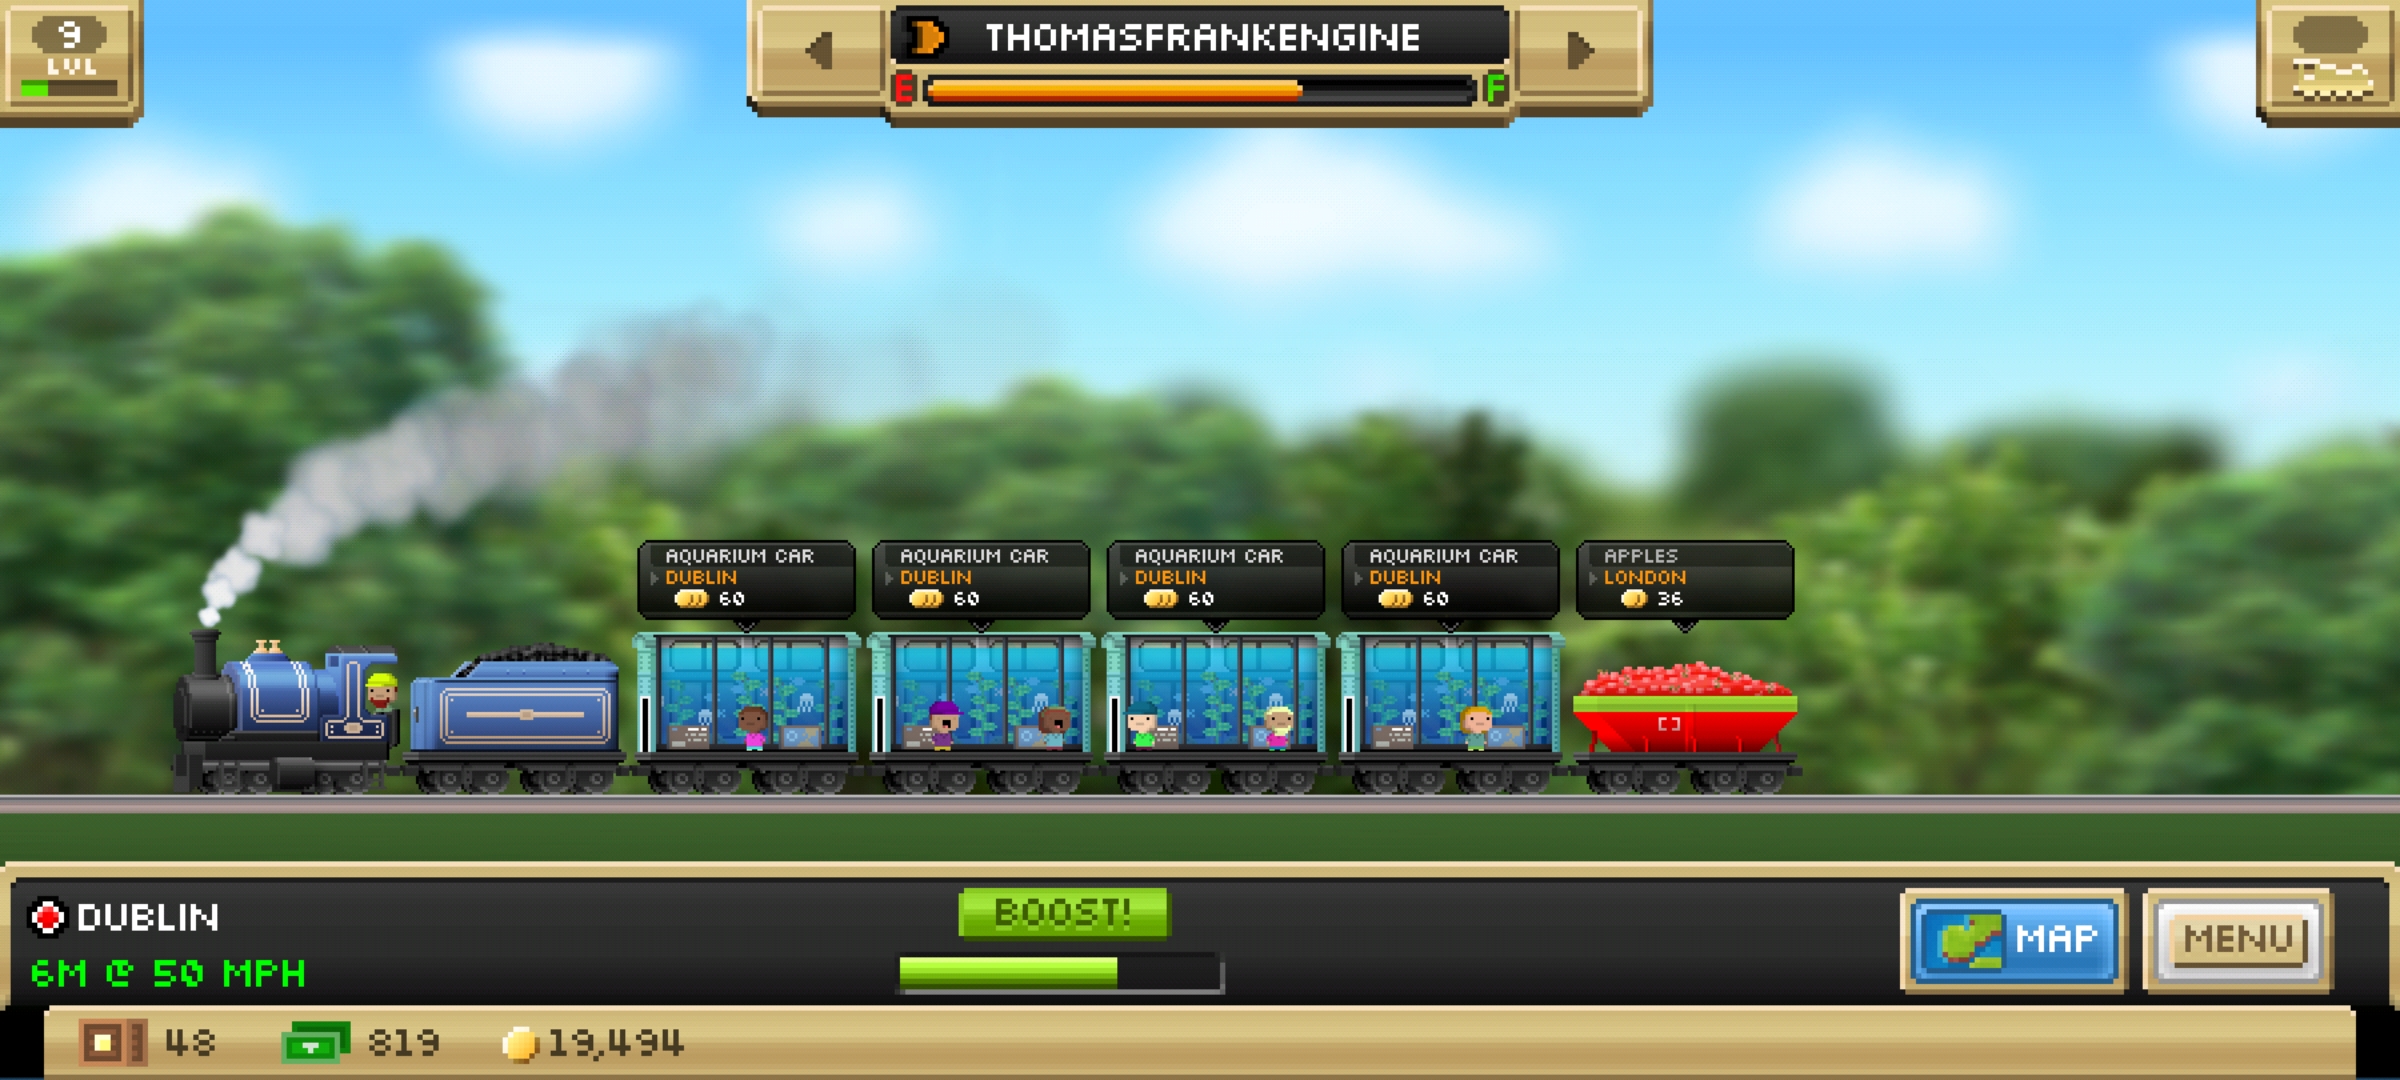 9
LVL
THOMASFRANKENGINE
E F
AQUARIUM CAR
DUBLIN
60
AQUARIUM CAR
DUBLIN
60
AQUARIUM CAR
DUBLIN
60
AQUARIUM CAR
DUBLIN
60
APPLES
LONDON
36
DUBLIN
6M @ 50 MPH
BOOST!
MAP
MENU
48
819
19,494